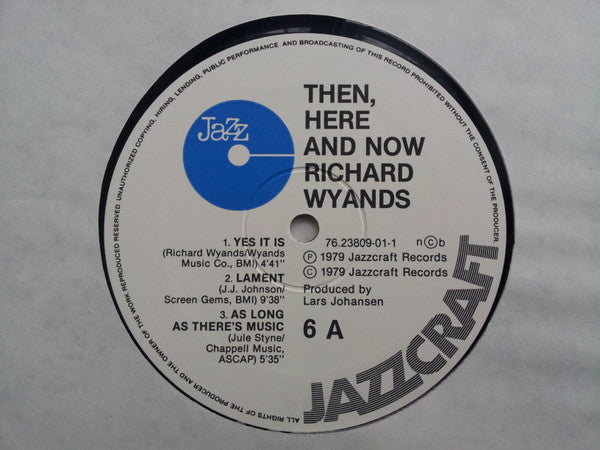 ALL RIGHTS OF THE PRODUCER AND THE OWNER OF THE WORK REPRODUCED RESERVED. UNAUTHORIZED COPYING, HIRING, LENDING, PUBLIC PERFORMANCE AND BROADCASTING OF THIS RECORD PROHIBITED WITHOUT THE CONSENT OF THE PRODUCER
Jazz
THEN,
HERE
AND NOW
RICHARD
WYANDS
1. YES IT IS
(Richard Wyands/Wyands
Music Co., BMI) 4'41"
2. LAMENT
(J.J. Johnson/
Screen Gems, BMI) 9'38"
3. AS LONG
AS THERE'S MUSIC
(Jule Styne/
Chappell Music,
ASCAP) 5'35"
76.23809-01-1 n©b
℗ 1979 Jazzcraft Records
© 1979 Jazzcraft Records
Produced by
Lars Johansen
6 A
JAZZCRAFT